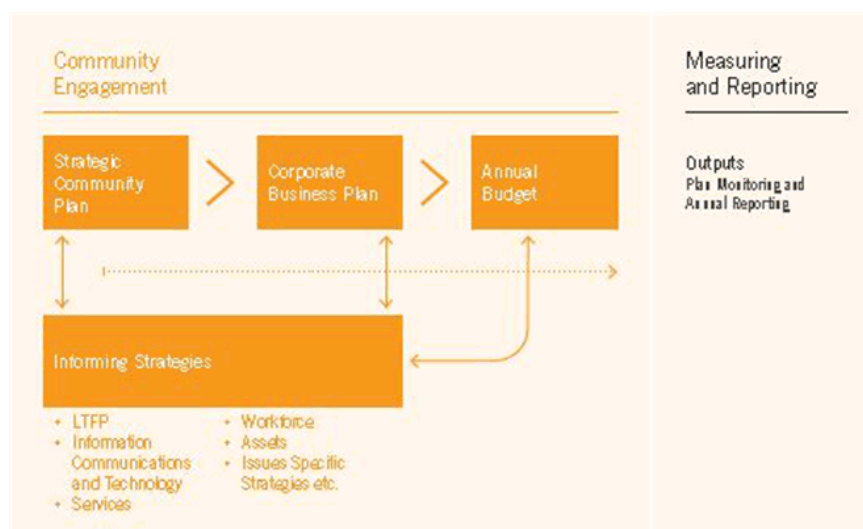 Community
Engagement
Measuring
and Reporting
Strategic
Community
Plan
Corporate
Business Plan
Annual
Budget
Outputs
Plan Monitoring and
Annual Reporting
Informing Strategies
+ LTFP
+ Information
Communications
and Technology
+ Services
+ Workforce
+ Assets
+ Issues Specific
Strategies etc.